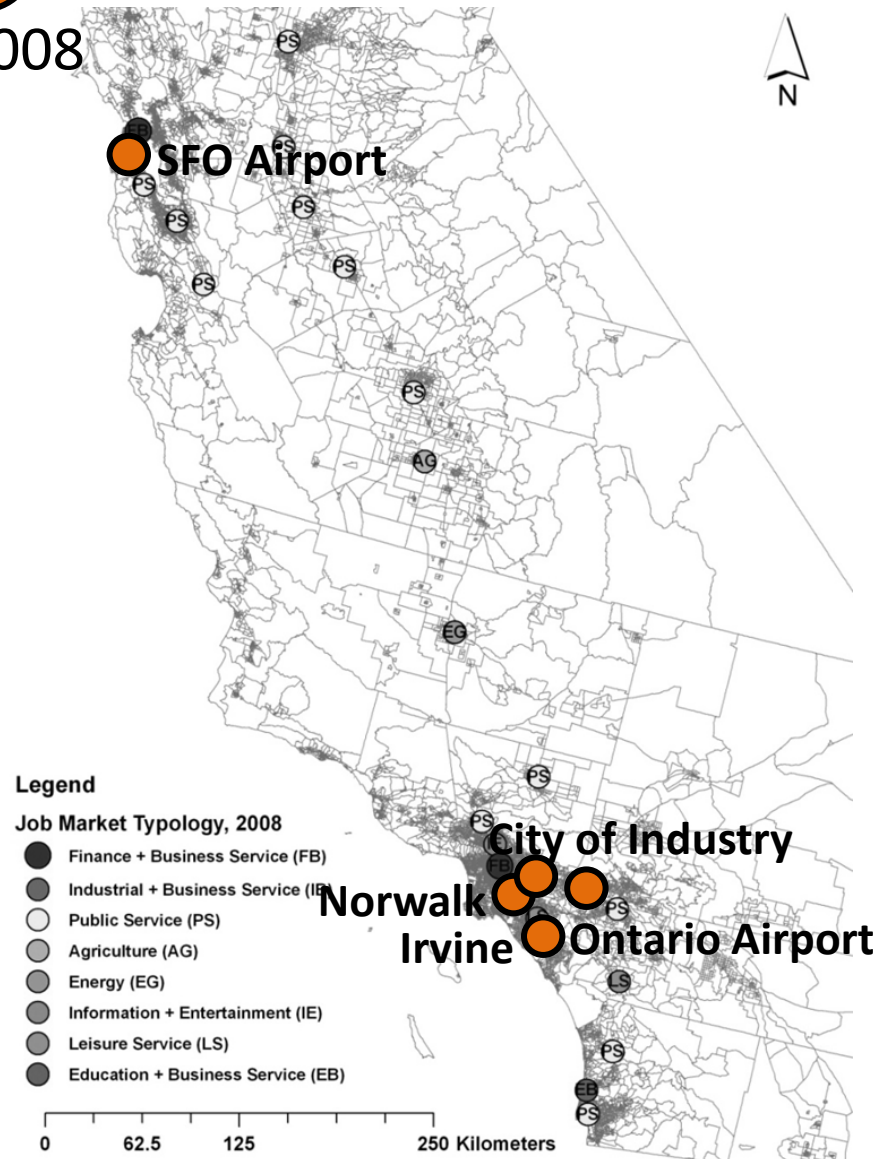 008
N
PS
FB
PS
SFO Airport
PS
PS
PS
PS
PS
PS
AG
EG
PS
Legend
Job Market Typology, 2008
Finance + Business Service (FB)
Industrial + Business Service (IB)
Public Service (PS)
Agriculture (AG)
Energy (EG)
Information + Entertainment (IE)
Leisure Service (LS)
Education + Business Service (EB)
PS
City of Industry
FB
Norwalk
PS
Irvine
Ontario Airport
LS
PS
EB
PS
0
62.5
125
250 Kilometers